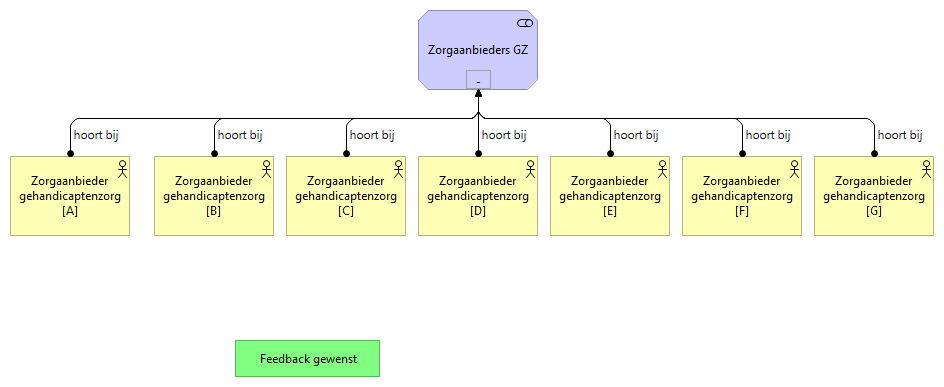 Zorgaanbieders GZ
-
hoort bij
hoort bij
hoort bij
hoort bij
hoort bij
hoort bij
hoort bij
Zorgaanbieder
gehandicaptenzorg
[A]
Zorgaanbieder
gehandicaptenzorg
[B]
Zorgaanbieder
gehandicaptenzorg
[C]
Zorgaanbieder
gehandicaptenzorg
[D]
Zorgaanbieder
gehandicaptenzorg
[E]
Zorgaanbieder
gehandicaptenzorg
[F]
Zorgaanbieder
gehandicaptenzorg
[G]
Feedback gewenst